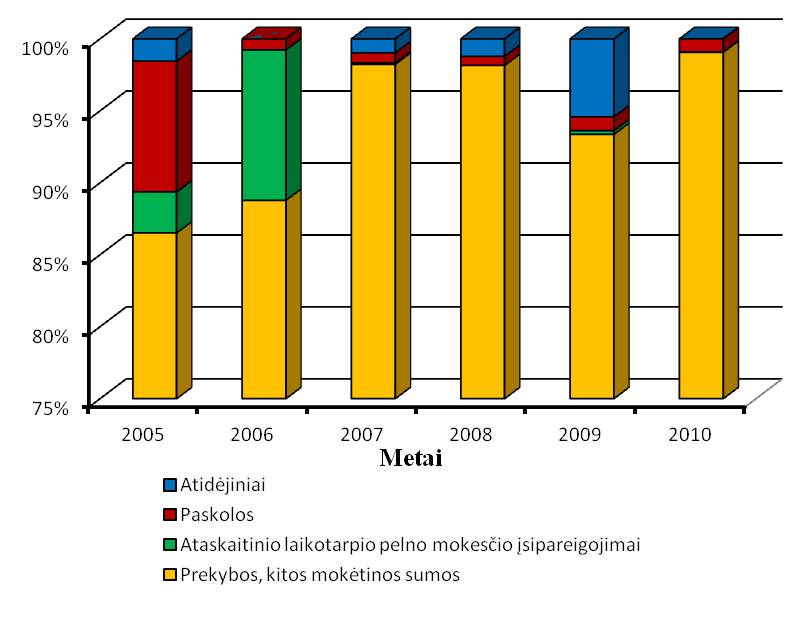 100%
95%
90%
85%
80%
75%
2005 2006 2007 2008 2009 2010
Metai
Atidėjiniai
Paskolos
Ataskaitinio laikotarpio pelno mokesčio įsipareigojimai
Prekybos, kitos mokėtinos sumos